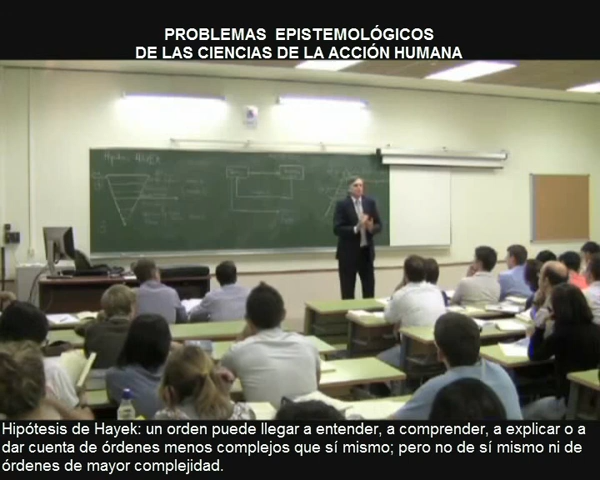 PROBLEMAS EPISTEMOLÓGICOS
DE LAS CIENCIAS DE LA ACCIÓN HUMANA
Hipótesis de Hayek: un orden puede llegar a entender, a comprender, a explicar o a
dar cuenta de órdenes menos complejos que sí mismo; pero no de sí mismo ni de
órdenes de mayor complejidad.